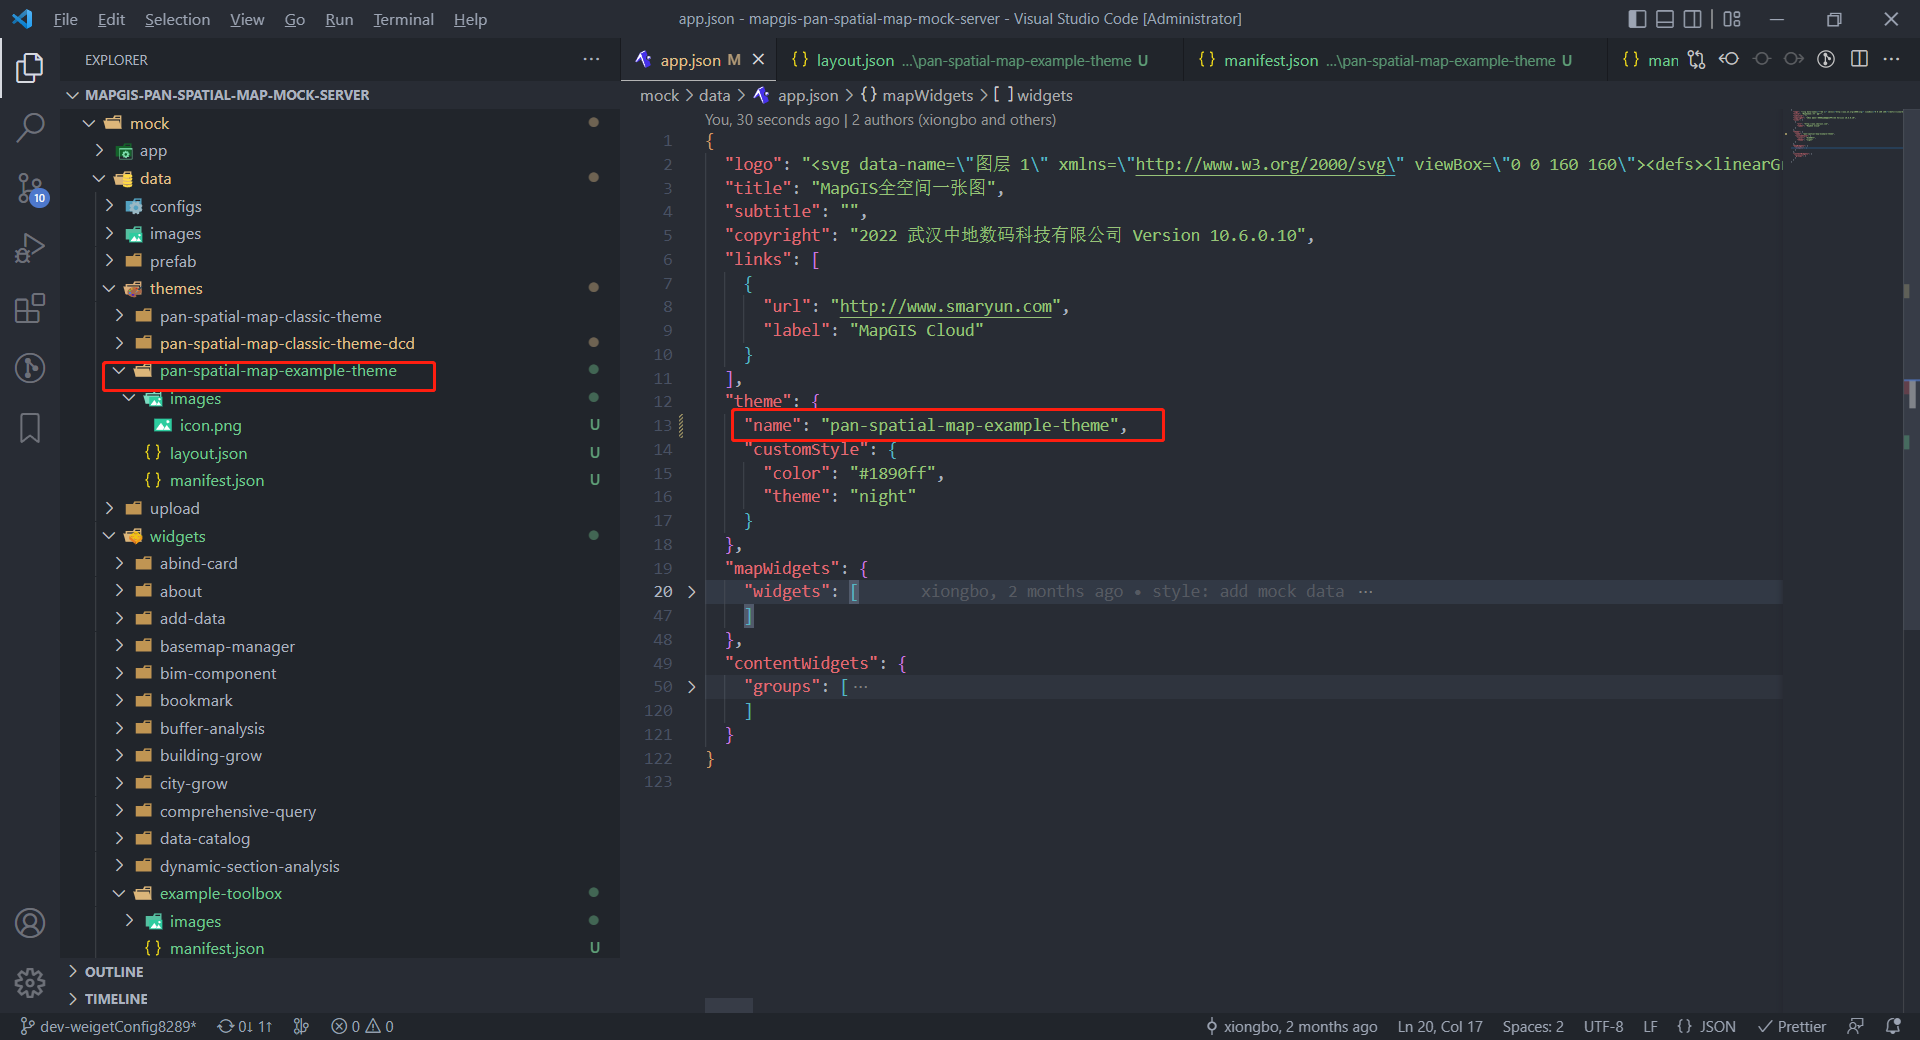 File Edit Selection View Go Run Terminal Help
app.json - mapgis-pan-spatial-map-mock-server - Visual Studio Code [Administrator]
EXPLORER
MAPGIS-PAN-SPATIAL-MAP-MOCK-SERVER
mock
app
data
configs
images
prefab
themes
pan-spatial-map-classic-theme
pan-spatial-map-classic-theme-dcd
pan-spatial-map-example-theme
images
icon.png U
{} layout.json U
{} manifest.json U
upload
widgets
abind-card
about
add-data
basemap-manager
bim-component
bookmark
buffer-analysis
building-grow
city-grow
comprehensive-query
data-catalog
dynamic-section-analysis
example-toolbox
images
{} manifest.json U
OUTLINE
TIMELINE
10
app.json M
{} layout.json ...\pan-spatial-map-example-theme U
{} manifest.json ...\pan-spatial-map-example-theme U
{} man
mock > data > app.json > {} mapWidgets > [ ] widgets
You, 30 seconds ago | 2 authors (xiongbo and others)
1 {
2 "logo": "<svg data-name=\"图层 1\" xmlns=\"http://www.w3.org/2000/svg\" viewBox=\"0 0 160 160\"><defs><linearGr
3 "title": "MapGIS全空间一张图",
4 "subtitle": "",
5 "copyright": "2022 武汉中地数码科技有限公司 Version 10.6.0.10",
6 "links": [
7 {
8 "url": "http://www.smaryun.com",
9 "label": "MapGIS Cloud"
10 }
11 ],
12 "theme": {
13 "name": "pan-spatial-map-example-theme",
14 "customStyle": {
15 "color": "#1890ff",
16 "theme": "night"
17 }
18 },
19 "mapWidgets": {
20 "widgets": [ xiongbo, 2 months ago • style: add mock data ...
47 ]
48 },
49 "contentWidgets": {
50 "groups": [ ...
120 ]
121 }
122 }
123
dev-weigetConfig8289* 0↓ 1↑ 0 0
xiongbo, 2 months ago Ln 20, Col 17 Spaces: 2 UTF-8 LF {} JSON Prettier